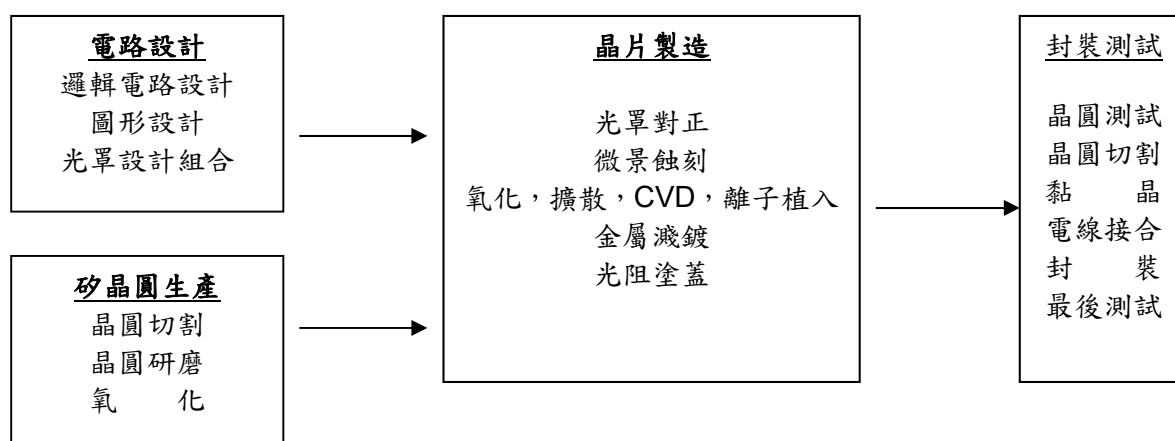 電路設計
邏輯電路設計
圖形設計
光罩設計組合
矽晶圓生產
晶圓切割
晶圓研磨
氧 化
晶片製造
光罩對正
微景蝕刻
氧化，擴散，CVD，離子植入
金屬濺鍍
光阻塗蓋
封裝測試
晶圓測試
晶圓切割
黏 晶
電線接合
封 裝
最後測試